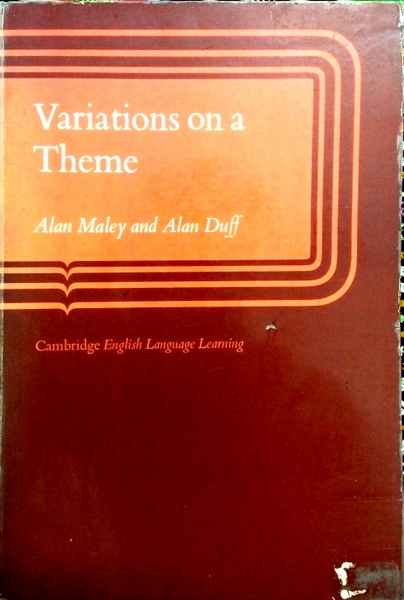 Variations on a
Theme
Alan Maley and Alan Duff
Cambridge English Language Learning